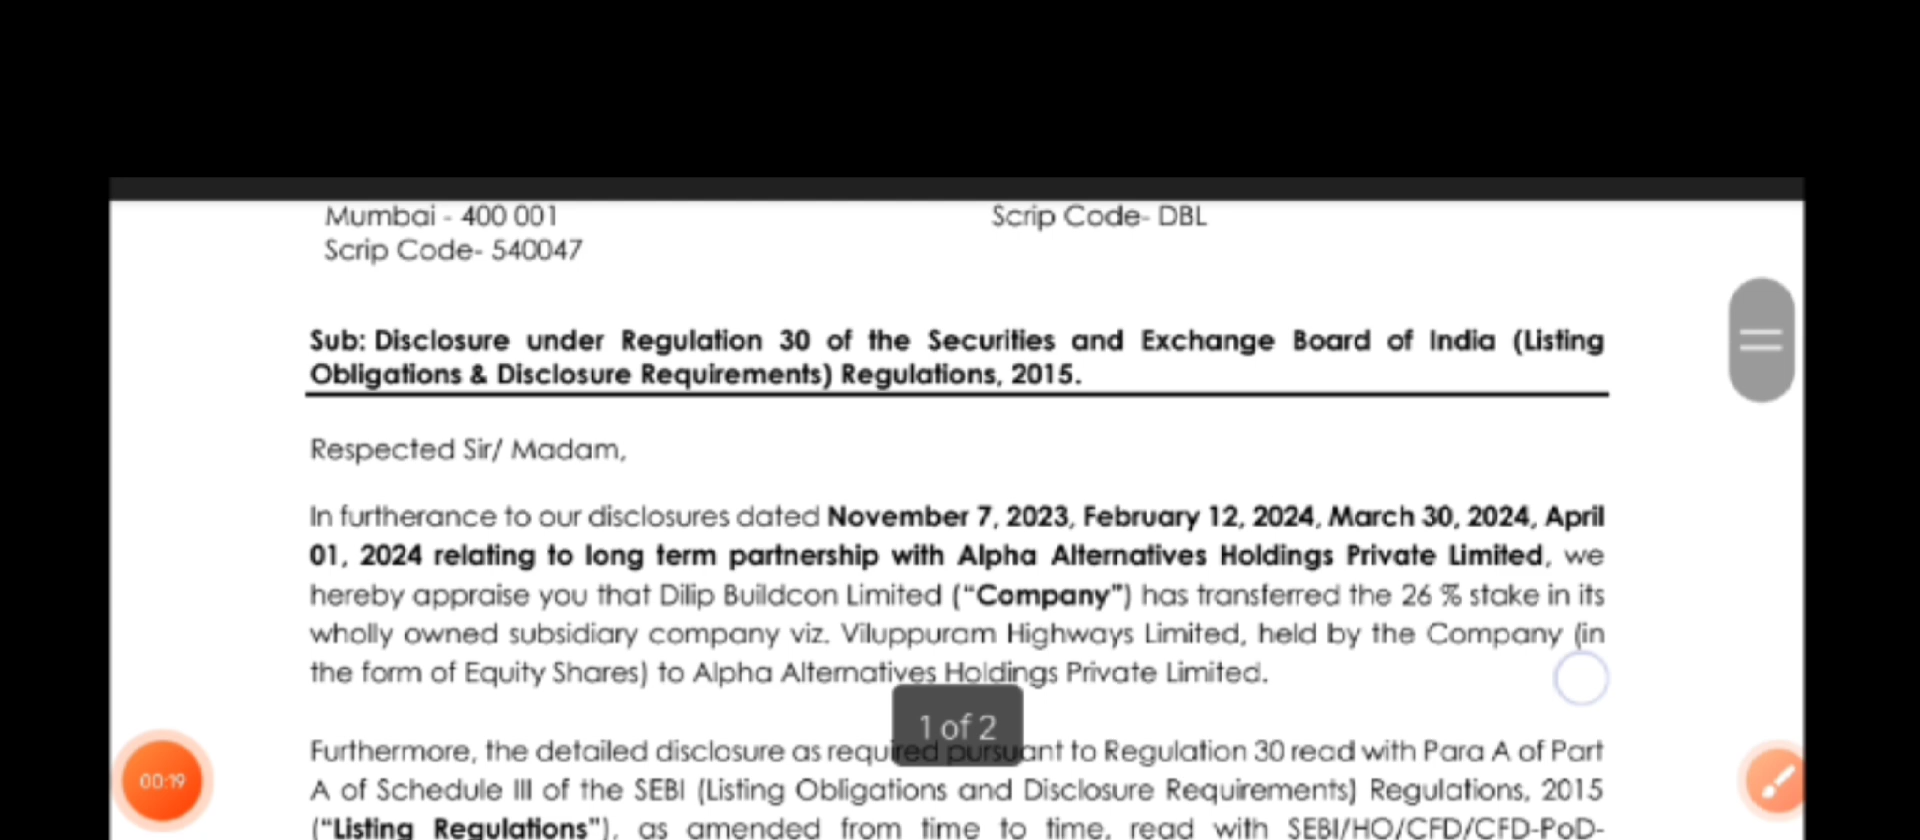 Mumbai - 400 001
Scrip Code- DBL
Scrip Code- 540047
Sub: Disclosure under Regulation 30 of the Securities and Exchange Board of India (Listing
Obligations & Disclosure Requirements) Regulations, 2015.
Respected Sir/ Madam,
In furtherance to our disclosures dated November 7, 2023, February 12, 2024, March 30, 2024, April
01, 2024 relating to long term partnership with Alpha Alternatives Holdings Private Limited, we
hereby appraise you that Dilip Buildcon Limited (“Company”) has transferred the 26 % stake in its
wholly owned subsidiary company viz. Viluppuram Highways Limited, held by the Company (in
the form of Equity Shares) to Alpha Alternatives Holdings Private Limited.
1 of 2
Furthermore, the detailed disclosure as required pursuant to Regulation 30 read with Para A of Part
A of Schedule III of the SEBI (Listing Obligations and Disclosure Requirements) Regulations, 2015
(“Listing Regulations”), as amended from time to time, read with SEBI/HO/CFD/CFD-PoD-
00:19